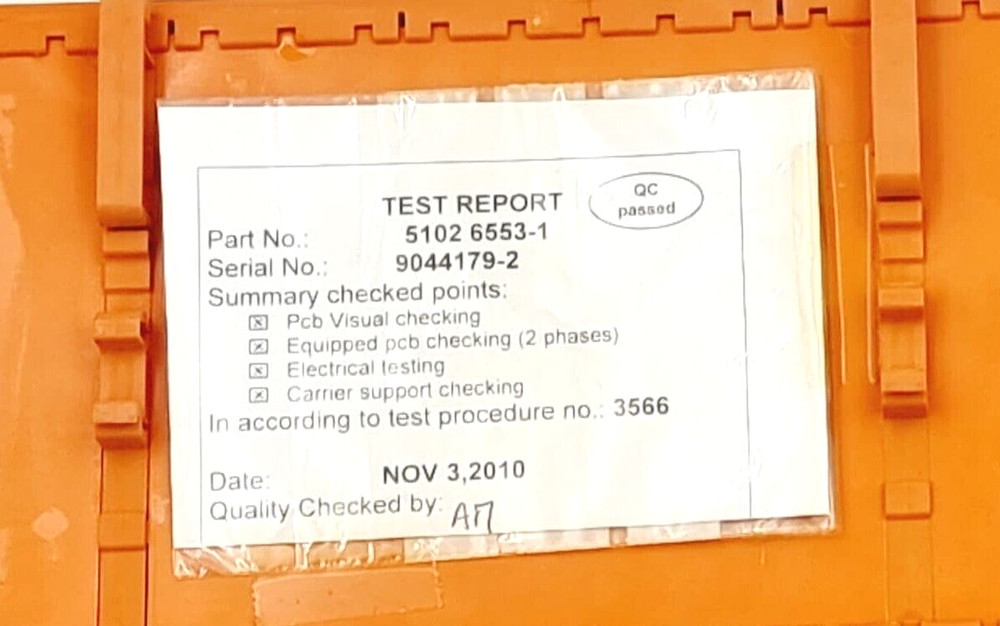 QC
passed
TEST REPORT
Part No.: 5102 6553-1
Serial No.: 9044179-2
Summary checked points:
☒ Pcb Visual checking
☒ Equipped pcb checking (2 phases)
☒ Electrical testing
☒ Carrier support checking
In according to test procedure no.: 3566
Date: NOV 3,2010
Quality Checked by: